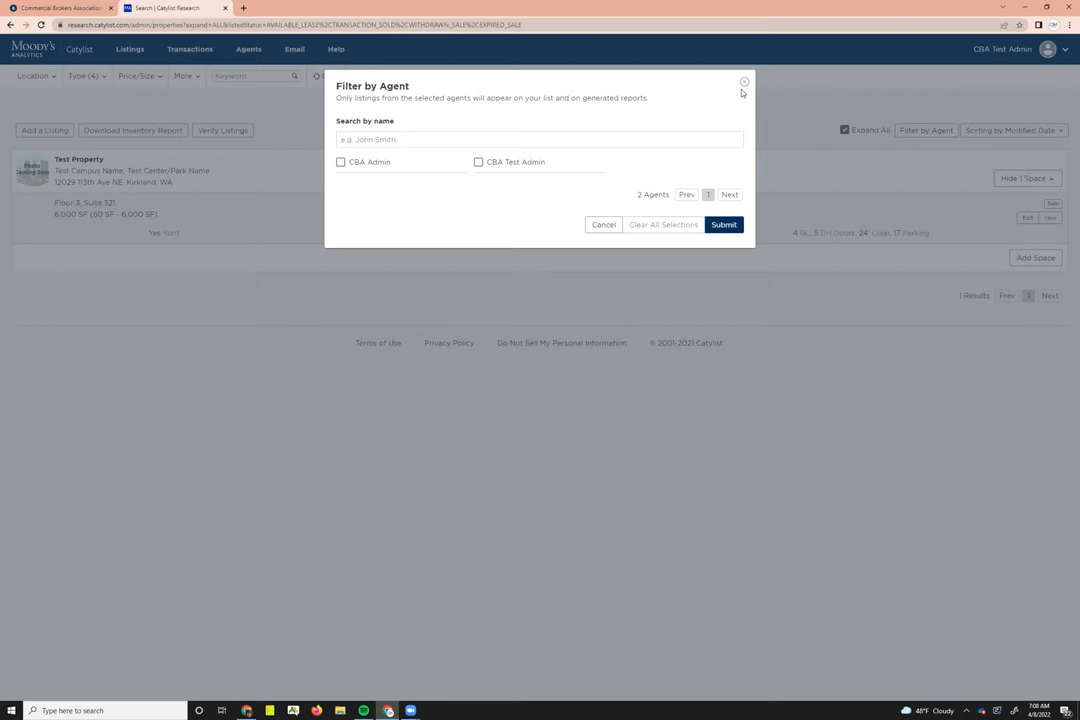 Commercial Brokers Association
Search | Catylist Research
research.catylist.com/admin/properties?expand=ALL&listedStatus=AVAILABLE_LEASE%2CTRANSACTION_SOLD%2CWITHDRAWN_SALE%2CEXPIRED_SALE
MOODY'S
ANALYTICS
Catylist
Listings
Transactions
Agents
Email
Help
CBA Test Admin
Location
Type (4)
Price/Size
More
Keyword
Filter by Agent
Only listings from the selected agents will appear on your list and on generated reports.
Search by name
e.g. John Smith...
CBA Admin
CBA Test Admin
2 Agents
Prev
1
Next
Cancel
Clear All Selections
Submit
Add a Listing
Download Inventory Report
Verify Listings
Expand All
Filter by Agent
Sorting by Modified Date
Photo
Coming Soon
Test Property
Test Campus Name, Test Center/Park Name
12029 113th Ave NE, Kirkland, WA
Hide 1 Space
Floor 3, Suite 321
6,000 SF (60 SF - 6,000 SF)
Sold
Edit
View
Yes Yard
4 GL, 5 DH Doors, 24' Clear, 17 Parking
Add Space
1 Results
Prev
1
Next
Terms of Use
Privacy Policy
Do Not Sell My Personal Information
© 2001-2021 Catylist
Type here to search
48°F Cloudy
7:08 AM
4/8/2022